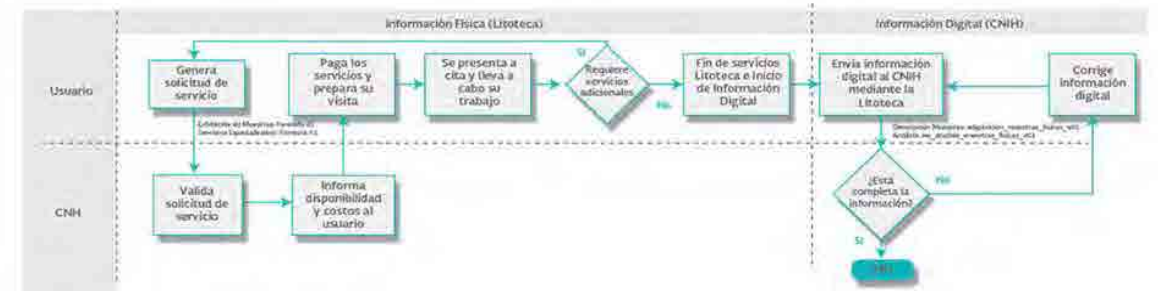 Información Física (Litoteca)
Información Digital (CNIH)
Usuario
Genera
solicitud de
servicio
Paga los
servicios y
prepara su
visita
Se presenta a
cita y lleva a
cabo su
trabajo
Si
Requiere
servicios
adicionales
No
Fin de servicios
Litoteca e Inicio
de Información
Digital
Envía información
digital al CNIH
mediante la
Litoteca
Corrige
información
digital
CNH
Valida
solicitud de
servicio
Informa
disponibilidad
y costos al
usuario
¿Está
completa la
información?
No
Si